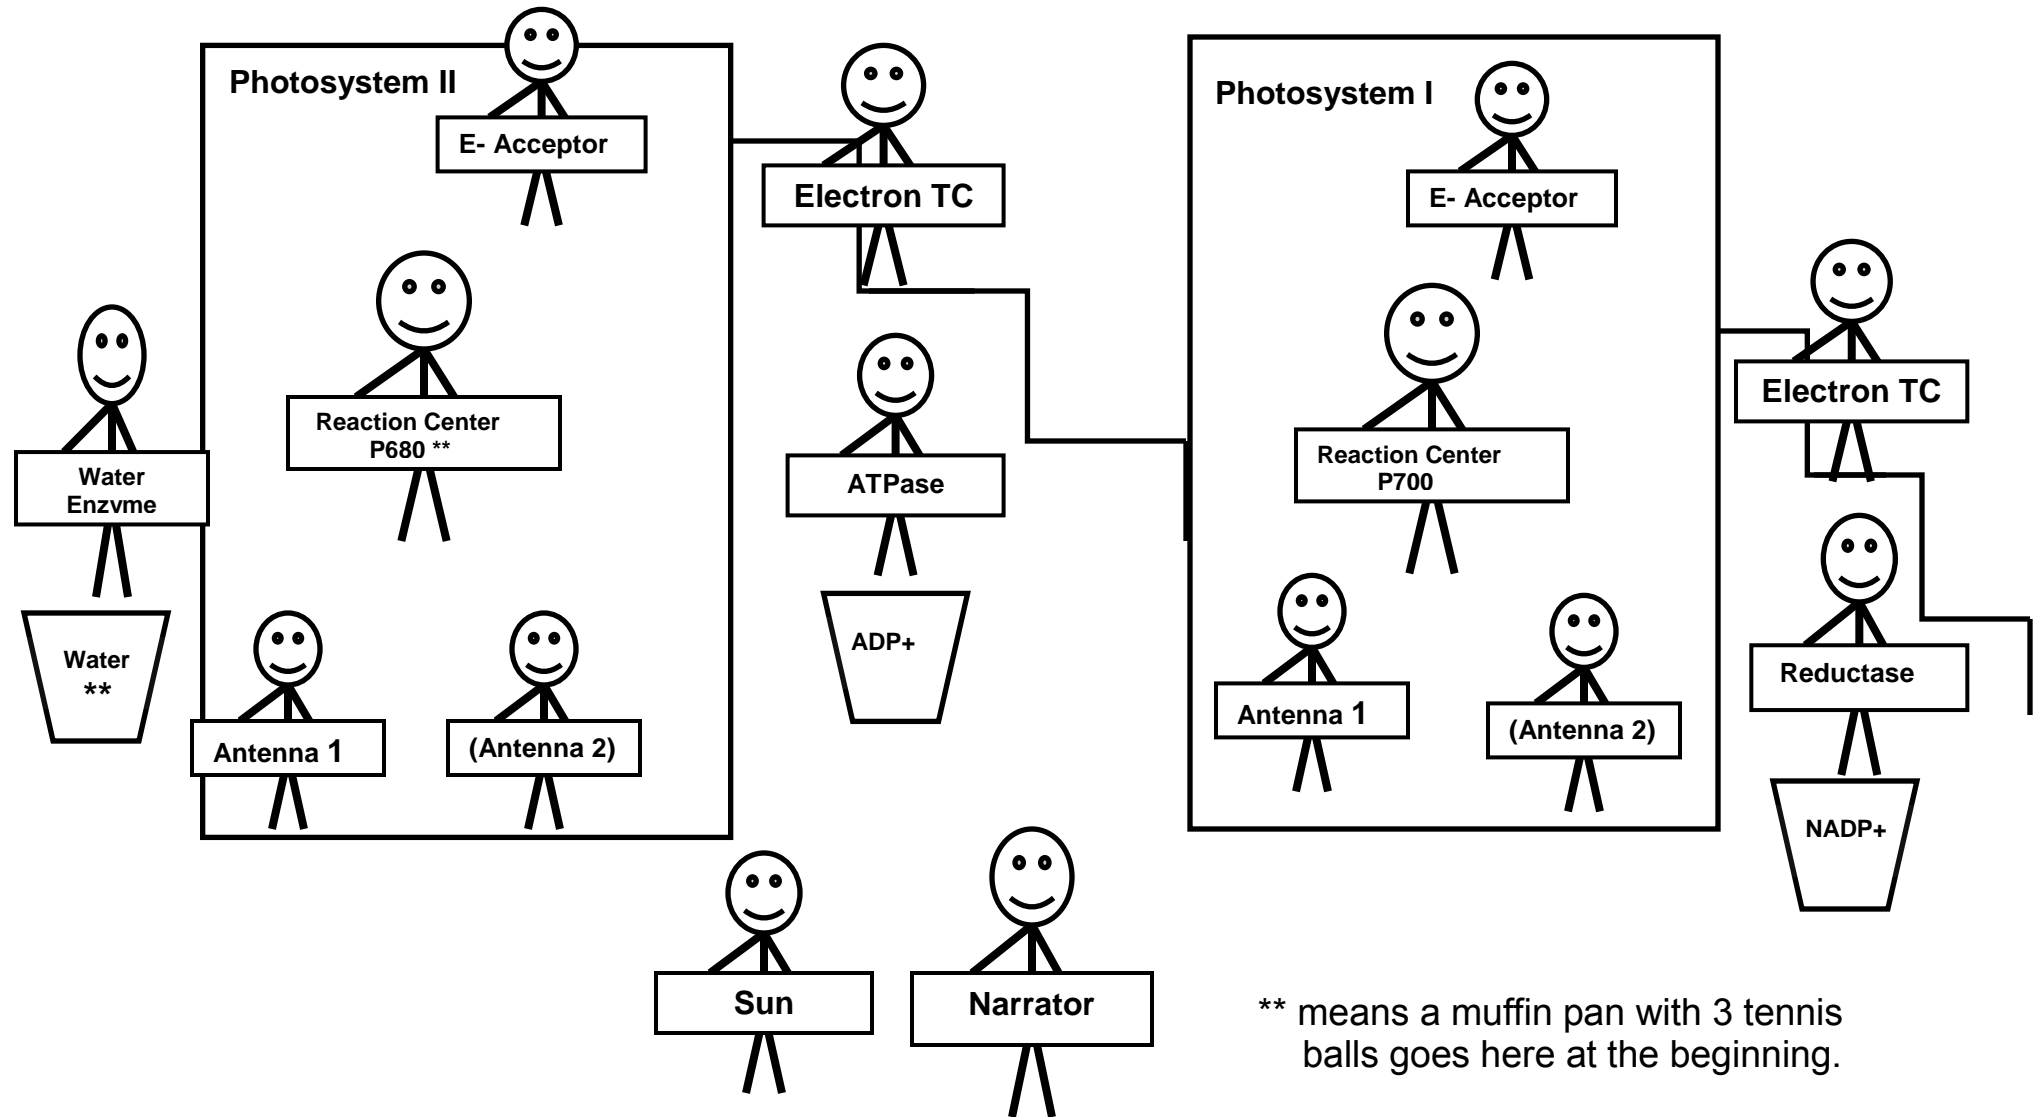 Photosystem II
E- Acceptor
Electron TC
Reaction Center
P680 **
Water
Enzvme
Water
**
Antenna 1
(Antenna 2)
ATPase
ADP+
Photosystem I
E- Acceptor
Electron TC
Reaction Center
P700
Antenna 1
(Antenna 2)
Reductase
NADP+
Sun
Narrator
** means a muffin pan with 3 tennis
balls goes here at the beginning.